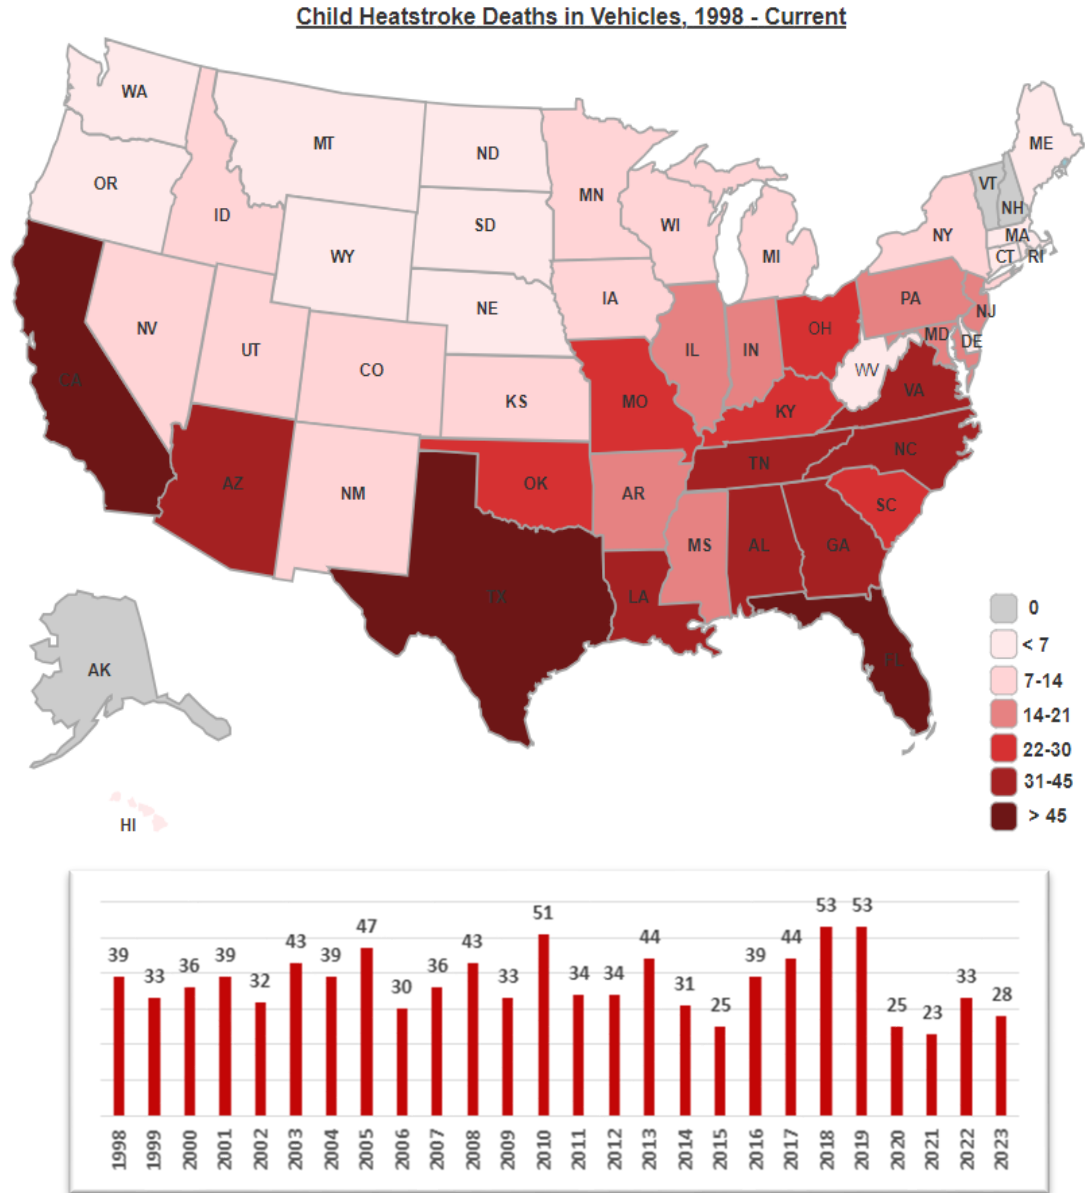 Child Heatstroke Deaths in Vehicles, 1998 - Current
WA
MT
ND
MN
ME
VT
NH
OR
ID
SD
WI
NY
MA
WY
MI
CT RI
NE
IA
PA
NV
NJ
UT
CO
IL
IN
OH
MD
DE
WV
CA
KS
MO
KY
VA
AZ
NM
OK
AR
TN
NC
SC
MS
AL
GA
TX
LA
FL
AK
HI
0
< 7
7-14
14-21
22-30
31-45
> 45
39 33 36 39 32 43 39 47 30 36 43 33 51 34 34 44 31 25 39 44 53 53 25 23 33 28
1998 1999 2000 2001 2002 2003 2004 2005 2006 2007 2008 2009 2010 2011 2012 2013 2014 2015 2016 2017 2018 2019 2020 2021 2022 2023